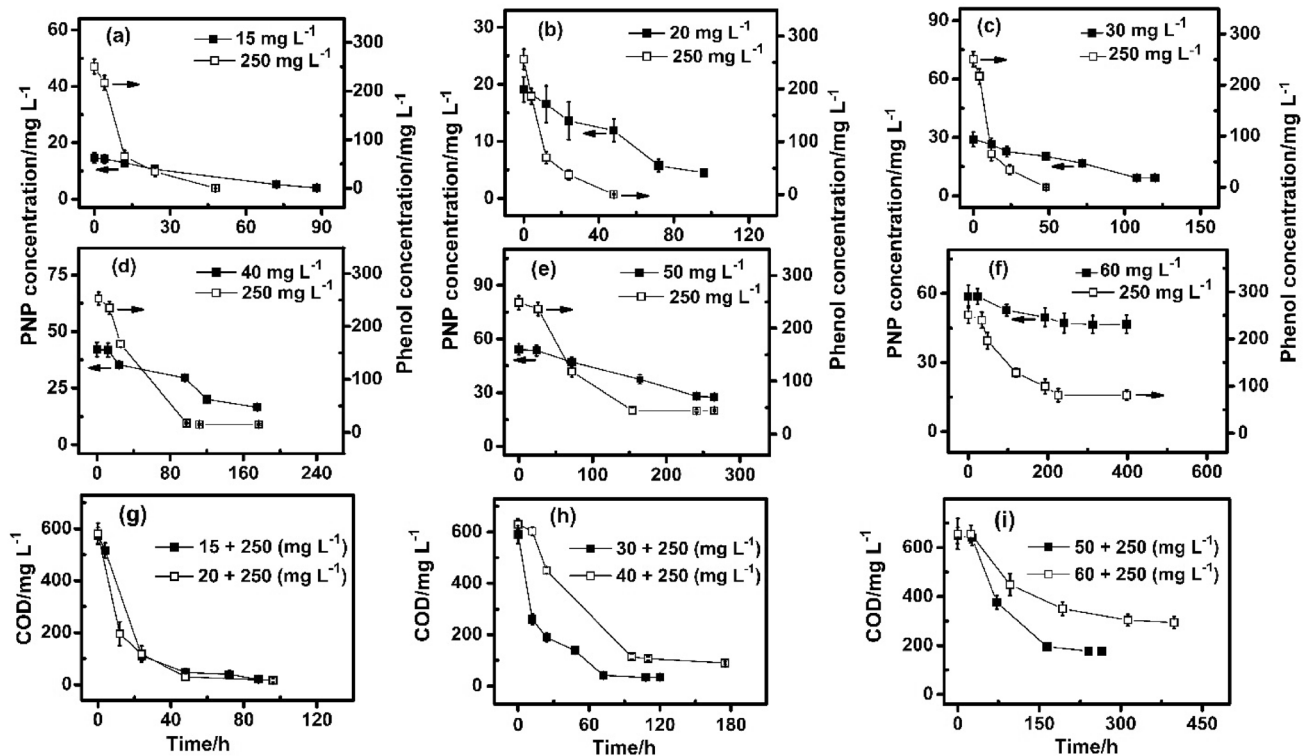 (a)
15 mg L⁻¹
250 mg L⁻¹
60
40
20
0
300
200
100
0
0 30 60 90
(b)
20 mg L⁻¹
250 mg L⁻¹
30
20
10
0
300
200
100
0
0 40 80 120
(c)
30 mg L⁻¹
250 mg L⁻¹
90
60
30
0
300
200
100
0
0 50 100 150
PNP concentration/mg L⁻¹
Phenol concentration/mg L⁻¹
PNP concentration/mg L⁻¹
Phenol concentration/mg L⁻¹
PNP concentration/mg L⁻¹
Phenol concentration/mg L⁻¹
(d)
40 mg L⁻¹
250 mg L⁻¹
75
50
25
0
300
200
100
0
0 80 160 240
(e)
50 mg L⁻¹
250 mg L⁻¹
90
60
30
0
300
200
100
0
0 100 200 300
(f)
60 mg L⁻¹
250 mg L⁻¹
60
30
0
300
200
100
0
0 200 400 600
(g)
15 + 250 (mg L⁻¹)
20 + 250 (mg L⁻¹)
COD/mg L⁻¹
600
400
200
0
0 40 80 120
Time/h
(h)
30 + 250 (mg L⁻¹)
40 + 250 (mg L⁻¹)
COD/mg L⁻¹
600
400
200
0
0 60 120 180
Time/h
(i)
50 + 250 (mg L⁻¹)
60 + 250 (mg L⁻¹)
COD/mg L⁻¹
600
400
200
0
0 150 300 450
Time/h